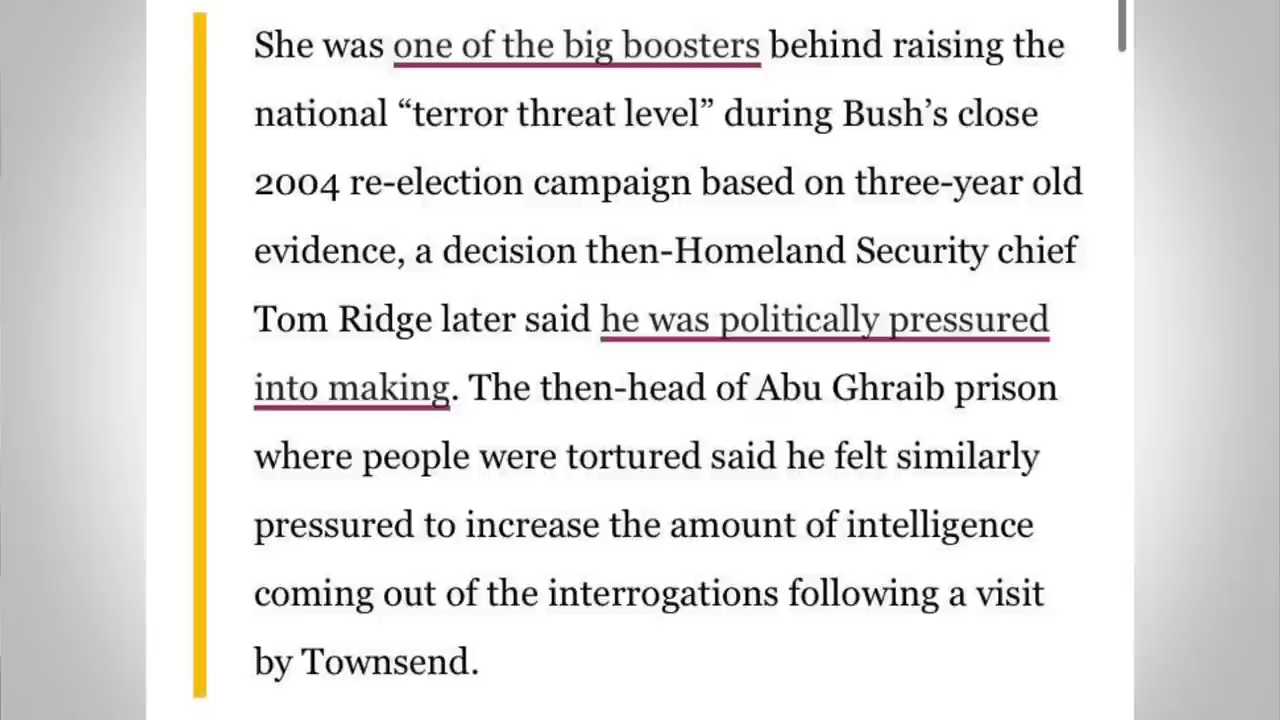 She was one of the big boosters behind raising the
national “terror threat level” during Bush’s close
2004 re-election campaign based on three-year old
evidence, a decision then-Homeland Security chief
Tom Ridge later said he was politically pressured
into making. The then-head of Abu Ghraib prison
where people were tortured said he felt similarly
pressured to increase the amount of intelligence
coming out of the interrogations following a visit
by Townsend.